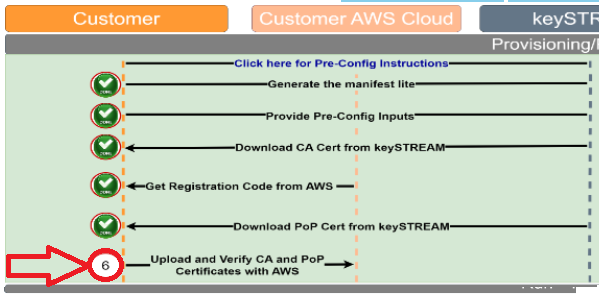 Customer
Customer AWS Cloud
keySTR
Provisioning/
Click here for Pre-Config Instructions
Generate the manifest lite
Provide Pre-Config Inputs
Download CA Cert from keySTREAM
Get Registration Code from AWS
Download PoP Cert from keySTREAM
6
Upload and Verify CA and PoP
Certificates with AWS